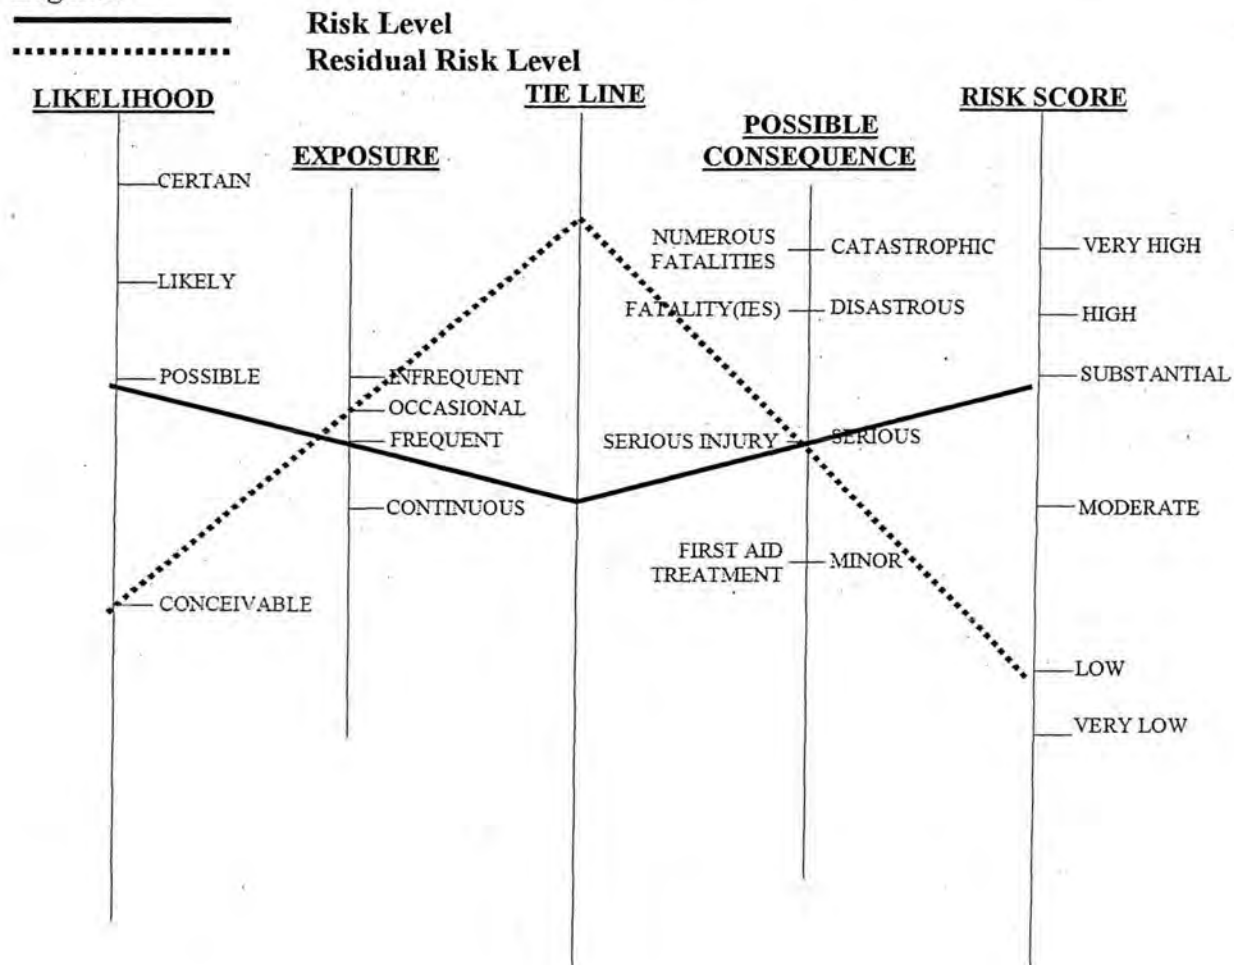 Risk Level
Residual Risk Level
LIKELIHOOD
TIE LINE
RISK SCORE
EXPOSURE
POSSIBLE
CONSEQUENCE
CERTAIN
LIKELY
POSSIBLE
CONCEIVABLE
INFREQUENT
OCCASIONAL
FREQUENT
CONTINUOUS
NUMEROUS
FATALITIES
CATASTROPHIC
FATALITY(IES)
DISASTROUS
SERIOUS INJURY
SERIOUS
FIRST AID
TREATMENT
MINOR
VERY HIGH
HIGH
SUBSTANTIAL
MODERATE
LOW
VERY LOW